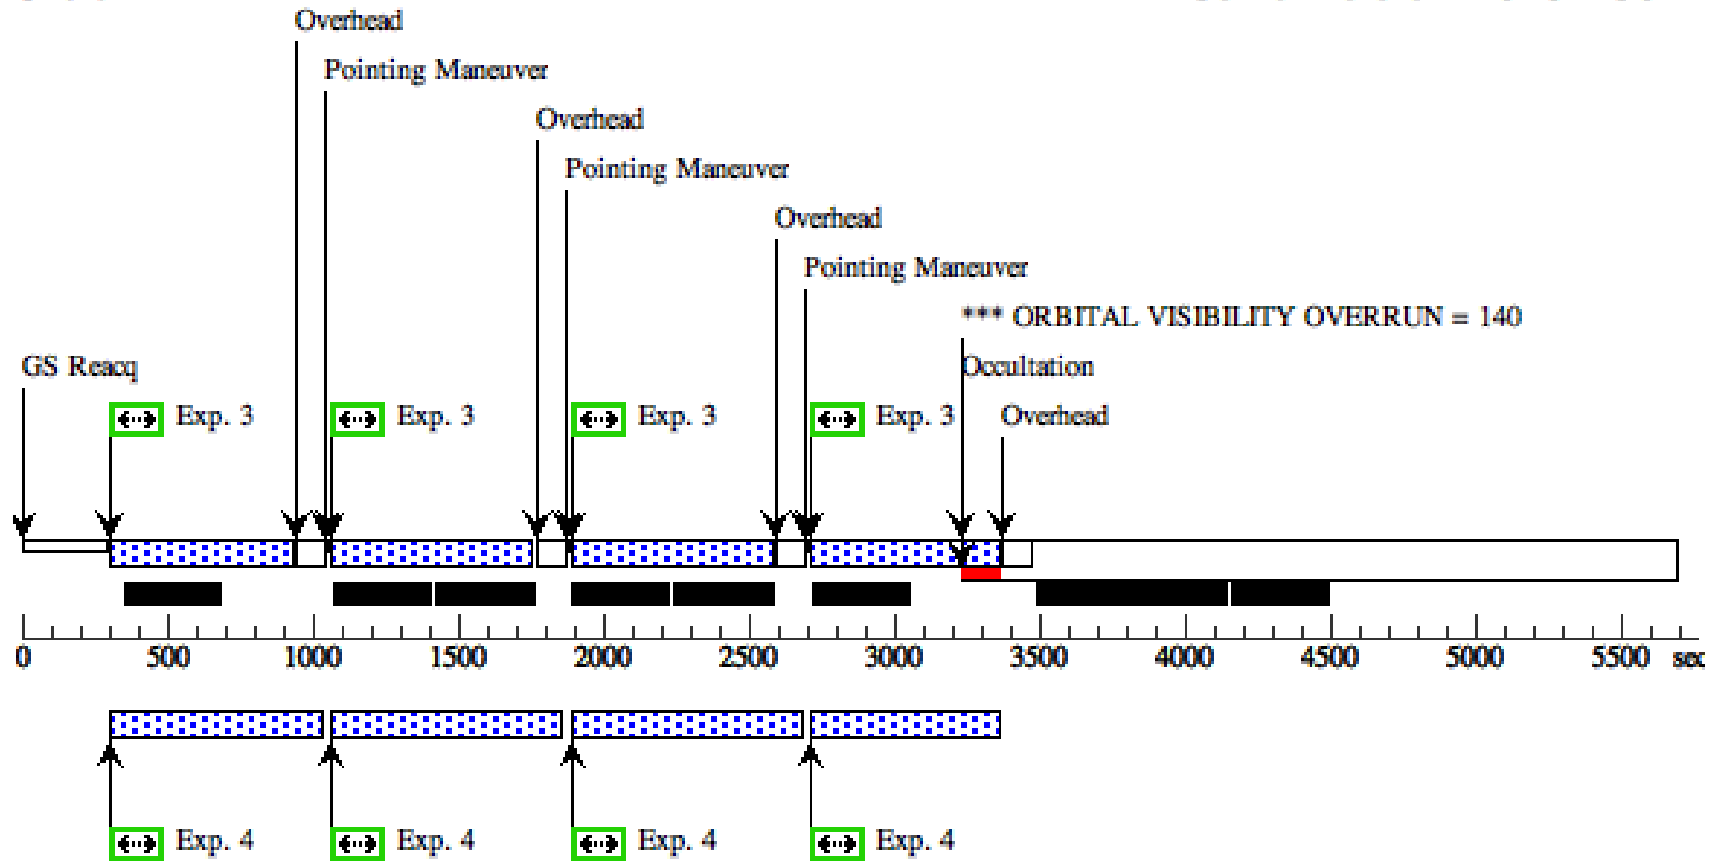 Overhead
Pointing Maneuver
Overhead
Pointing Maneuver
Overhead
Pointing Maneuver
*** ORBITAL VISIBILITY OVERRUN = 140
GS Reacq
Occultation
Exp. 3 Exp. 3 Exp. 3 Exp. 3 Overhead
0 500 1000 1500 2000 2500 3000 3500 4000 4500 5000 5500 sec
Exp. 4 Exp. 4 Exp. 4 Exp. 4